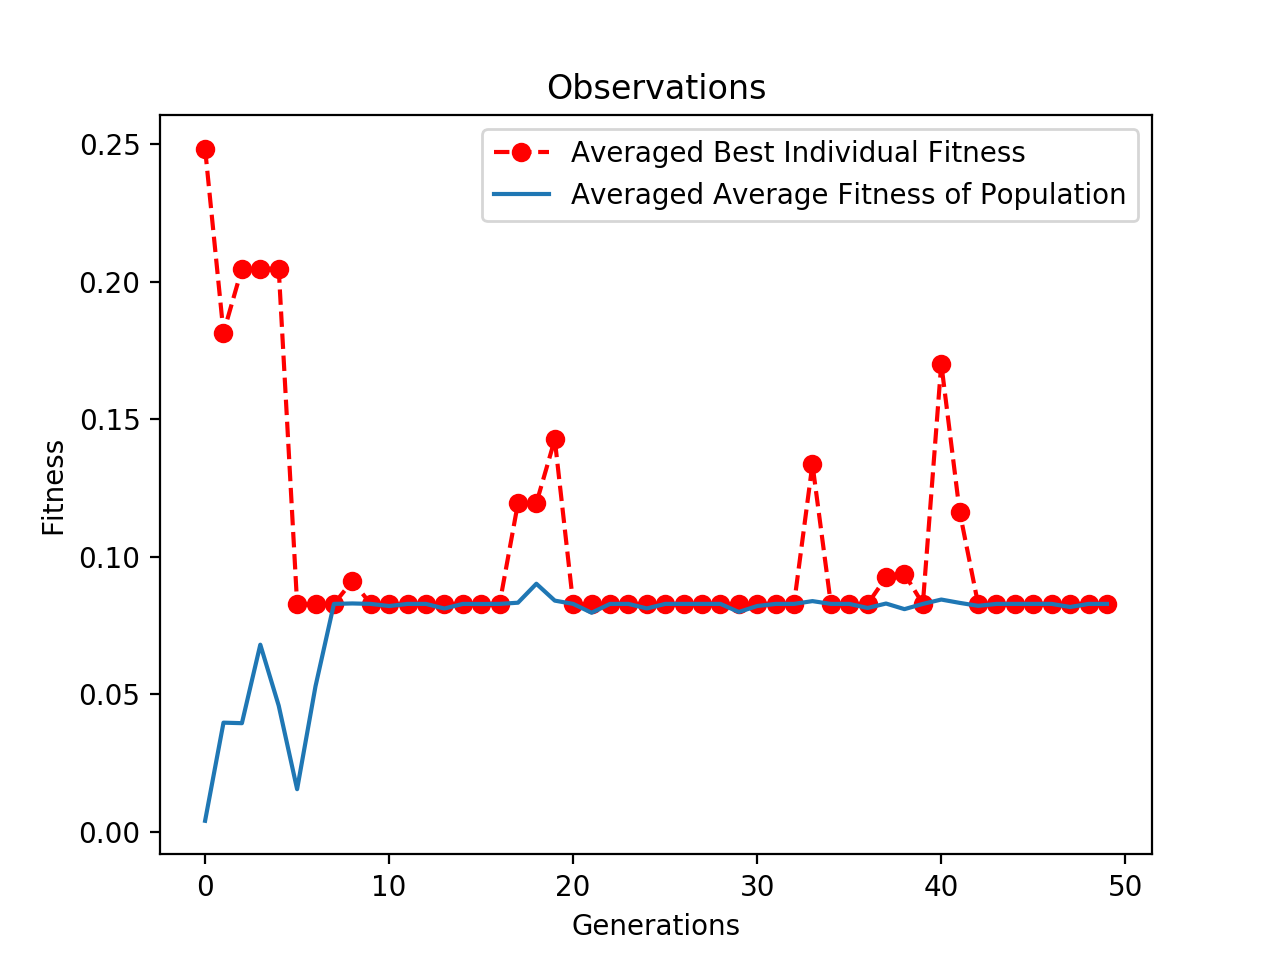 Observations
Averaged Best Individual Fitness
Averaged Average Fitness of Population
0.25
0.20
0.15
0.10
0.05
0.00
Fitness
0 10 20 30 40 50
Generations